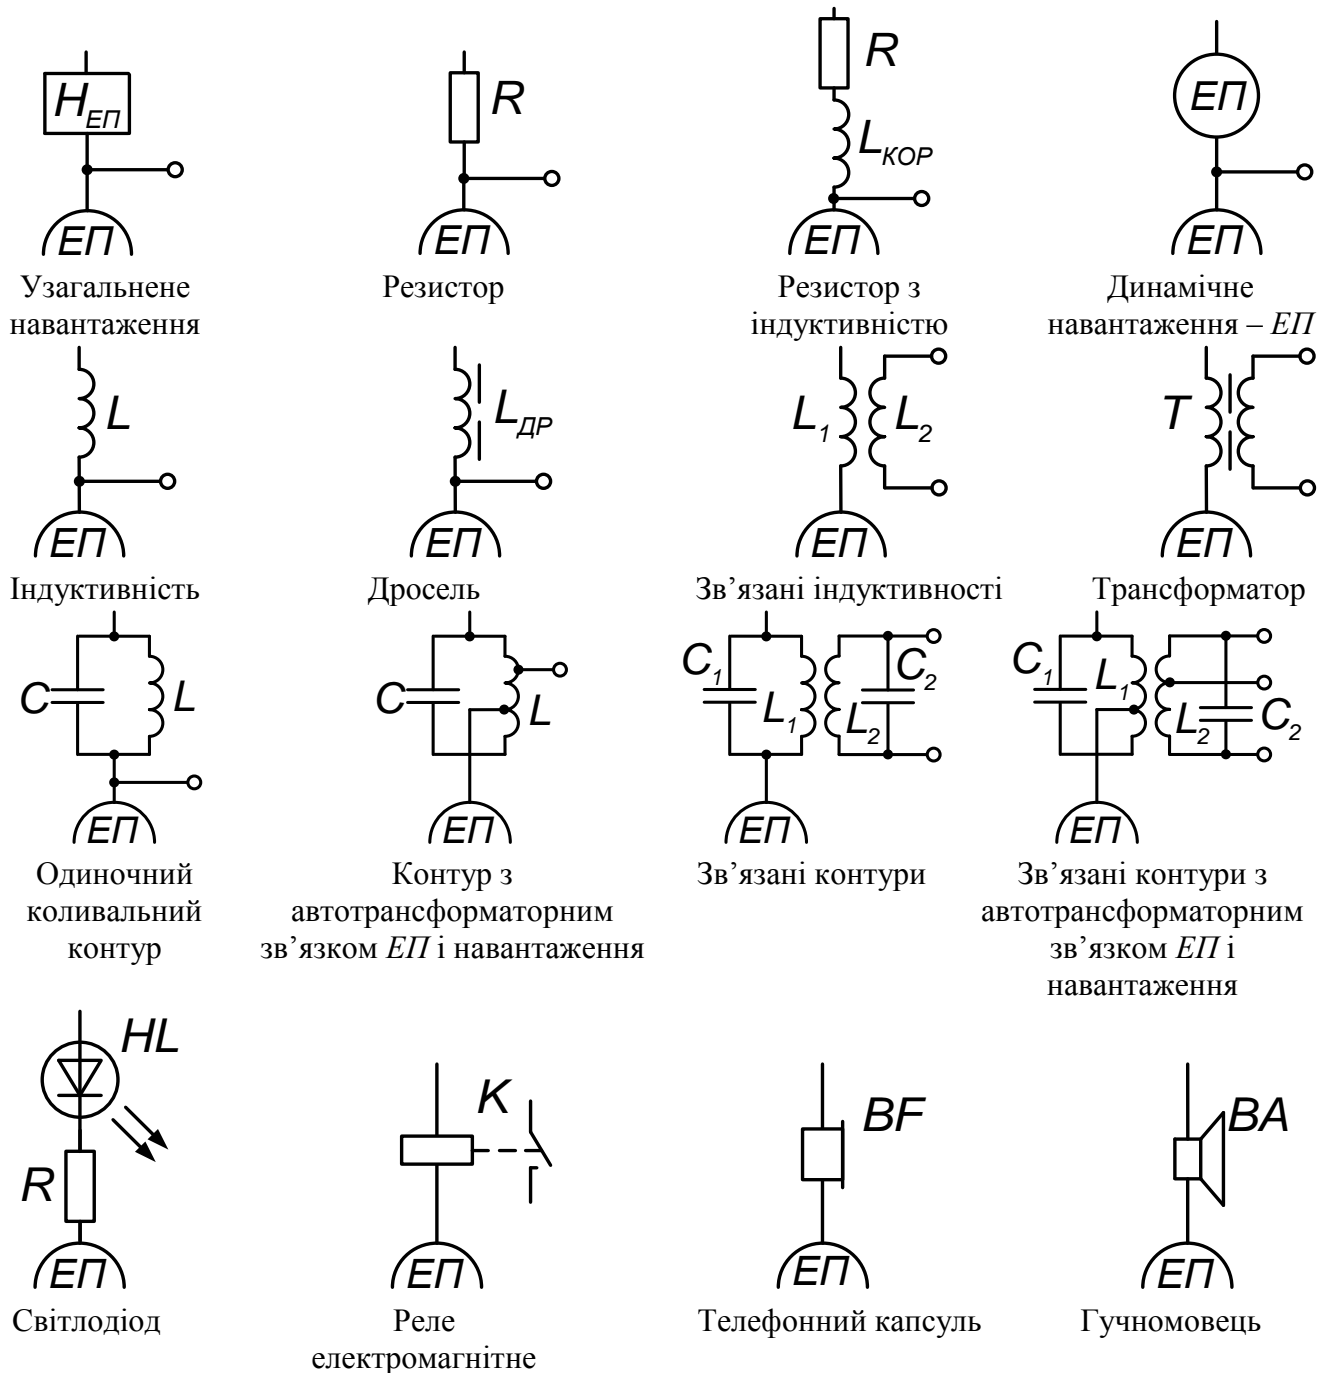 H_ЕП
ЕП
Узагальнене
навантаження
R
ЕП
Резистор
R
L_КОР
ЕП
Резистор з
індуктивністю
ЕП
ЕП
Динамічне
навантаження – ЕП
L
ЕП
Індуктивність
L_ДР
ЕП
Дросель
L_1 L_2
ЕП
Зв’язані індуктивності
T
ЕП
Трансформатор
C L
ЕП
Одиночний
коливальний
контур
C L
ЕП
Контур з
автотрансформаторним
зв’язком ЕП і навантаження
C_1 C_2
L_1 L_2
ЕП
Зв’язані контури
C_1 L_1
L_2 C_2
ЕП
Зв’язані контури з
автотрансформаторним
зв’язком ЕП і
навантаження
HL
R
ЕП
Світлодіод
K
ЕП
Реле
електромагнітне
BF
ЕП
Телефонний капсуль
BA
ЕП
Гучномовець